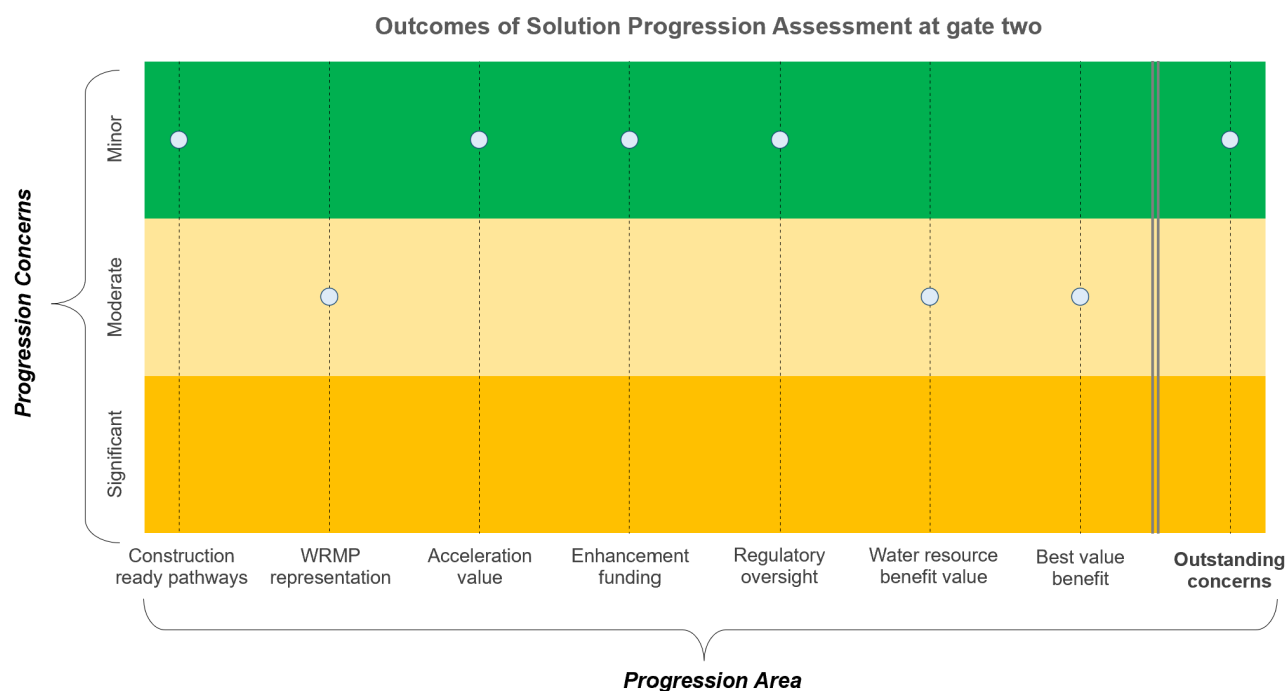 Outcomes of Solution Progression Assessment at gate two
Progression Concerns
Minor
Moderate
Significant
Construction
ready pathways
WRMP
representation
Acceleration
value
Enhancement
funding
Regulatory
oversight
Water resource
benefit value
Best value
benefit
Outstanding
concerns
Progression Area